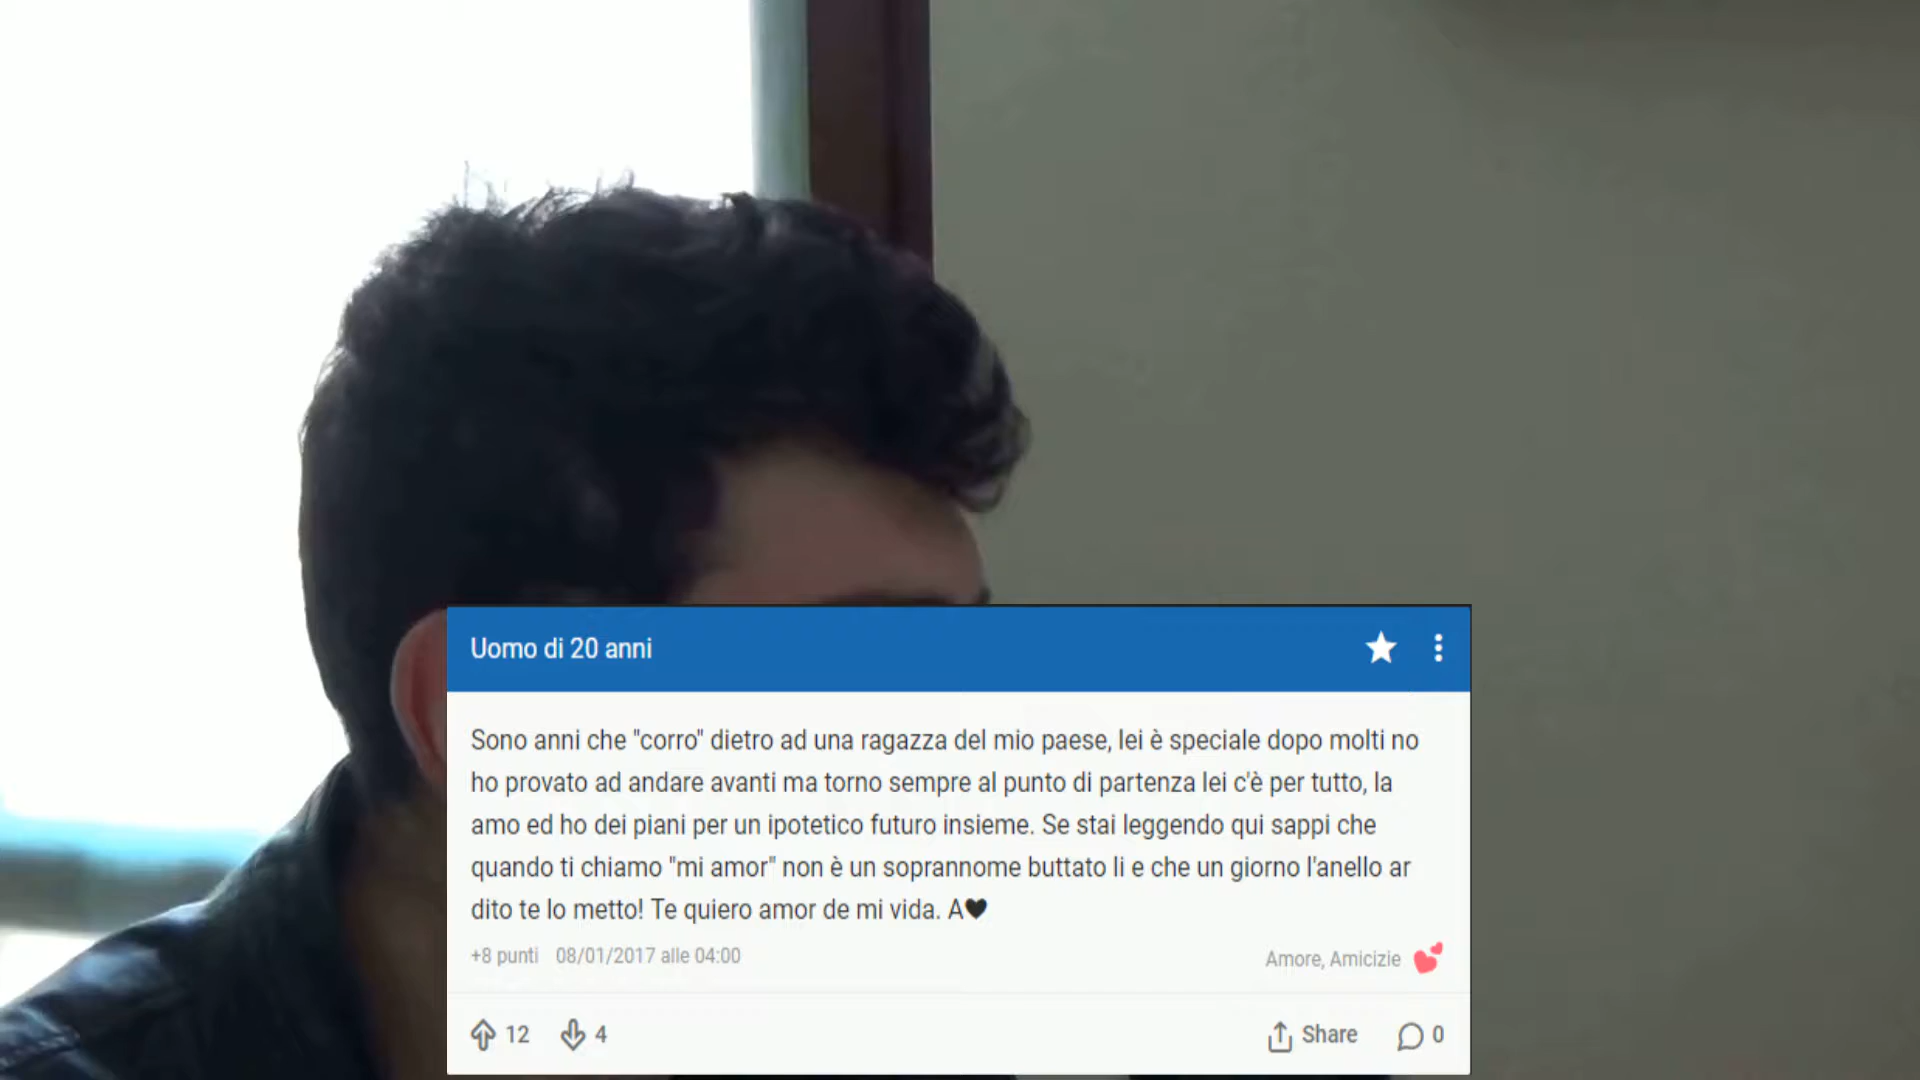 Uomo di 20 anni
Sono anni che "corro" dietro ad una ragazza del mio paese, lei è speciale dopo molti no
ho provato ad andare avanti ma torno sempre al punto di partenza lei c'è per tutto, la
amo ed ho dei piani per un ipotetico futuro insieme. Se stai leggendo qui sappi che
quando ti chiamo "mi amor" non è un soprannome buttato li e che un giorno l'anello ar
dito te lo metto! Te quiero amor de mi vida. A🖤
+8 punti 08/01/2017 alle 04:00
Amore, Amicizie 💕
12 4 Share 0